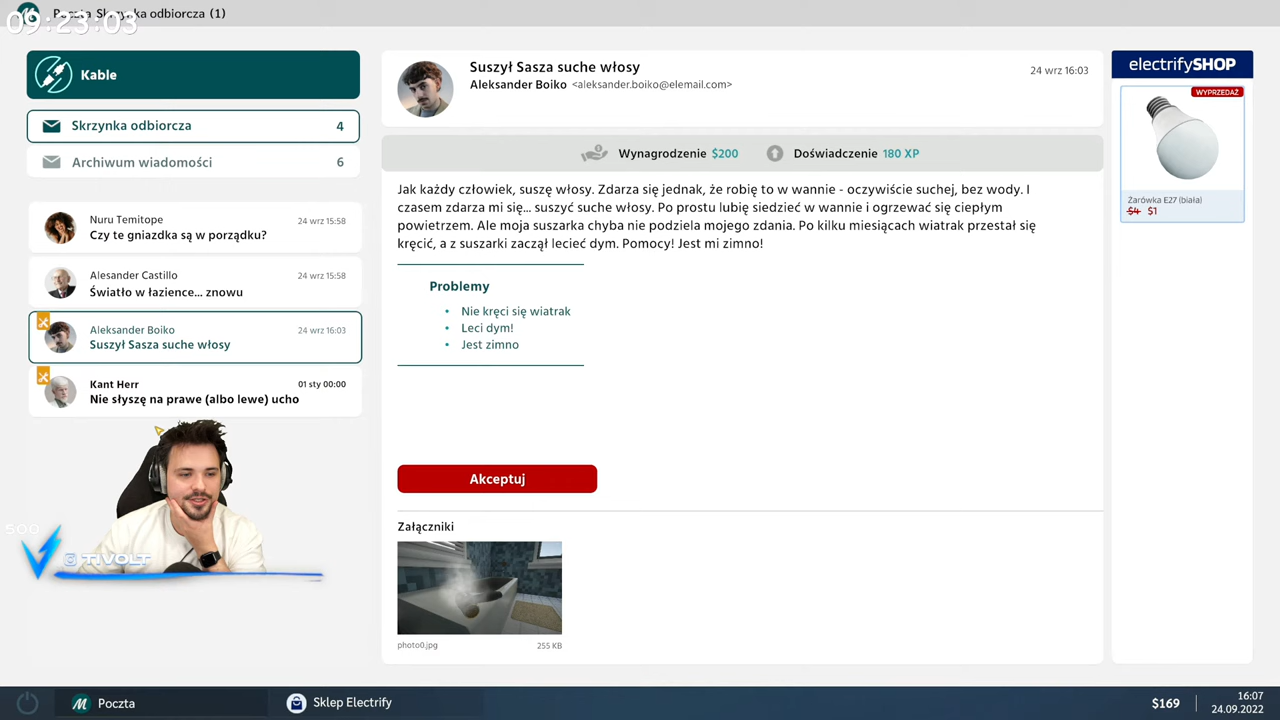 Poczta Skrzynka odbiorcza (1)
09:23:03
Kable
Skrzynka odbiorcza 4
Archiwum wiadomości 6
Nuru Temitope 24 wrz 15:58
Czy te gniazdka są w porządku?
Alesander Castillo 24 wrz 15:58
Światło w łazience... znowu
Aleksander Boiko 24 wrz 16:03
Suszył Sasza suche włosy
Kant Herr 01 sty 00:00
Nie słyszę na prawe (albo lewe) ucho
500
TIVOLT
Suszył Sasza suche włosy
Aleksander Boiko <aleksander.boiko@elemail.com>
24 wrz 16:03
Wynagrodzenie $200 Doświadczenie 180 XP
Jak każdy człowiek, suszę włosy. Zdarza się jednak, że robię to w wannie - oczywiście suchej, bez wody. I
czasem zdarza mi się... suszyć suche włosy. Po prostu lubię siedzieć w wannie i ogrzewać się ciepłym
powietrzem. Ale moja suszarka chyba nie podziela mojego zdania. Po kilku miesiącach wiatrak przestał się
kręcić, a z suszarki zaczął lecieć dym. Pomocy! Jest mi zimno!
Problemy
• Nie kręci się wiatrak
• Leci dym!
• Jest zimno
Akceptuj
Załączniki
photo0.jpg 255 KB
electrifySHOP
WYPRZEDAŻ
Żarówka E27 (biała)
$4 $1
Poczta
Sklep Electrify
$169
16:07
24.09.2022